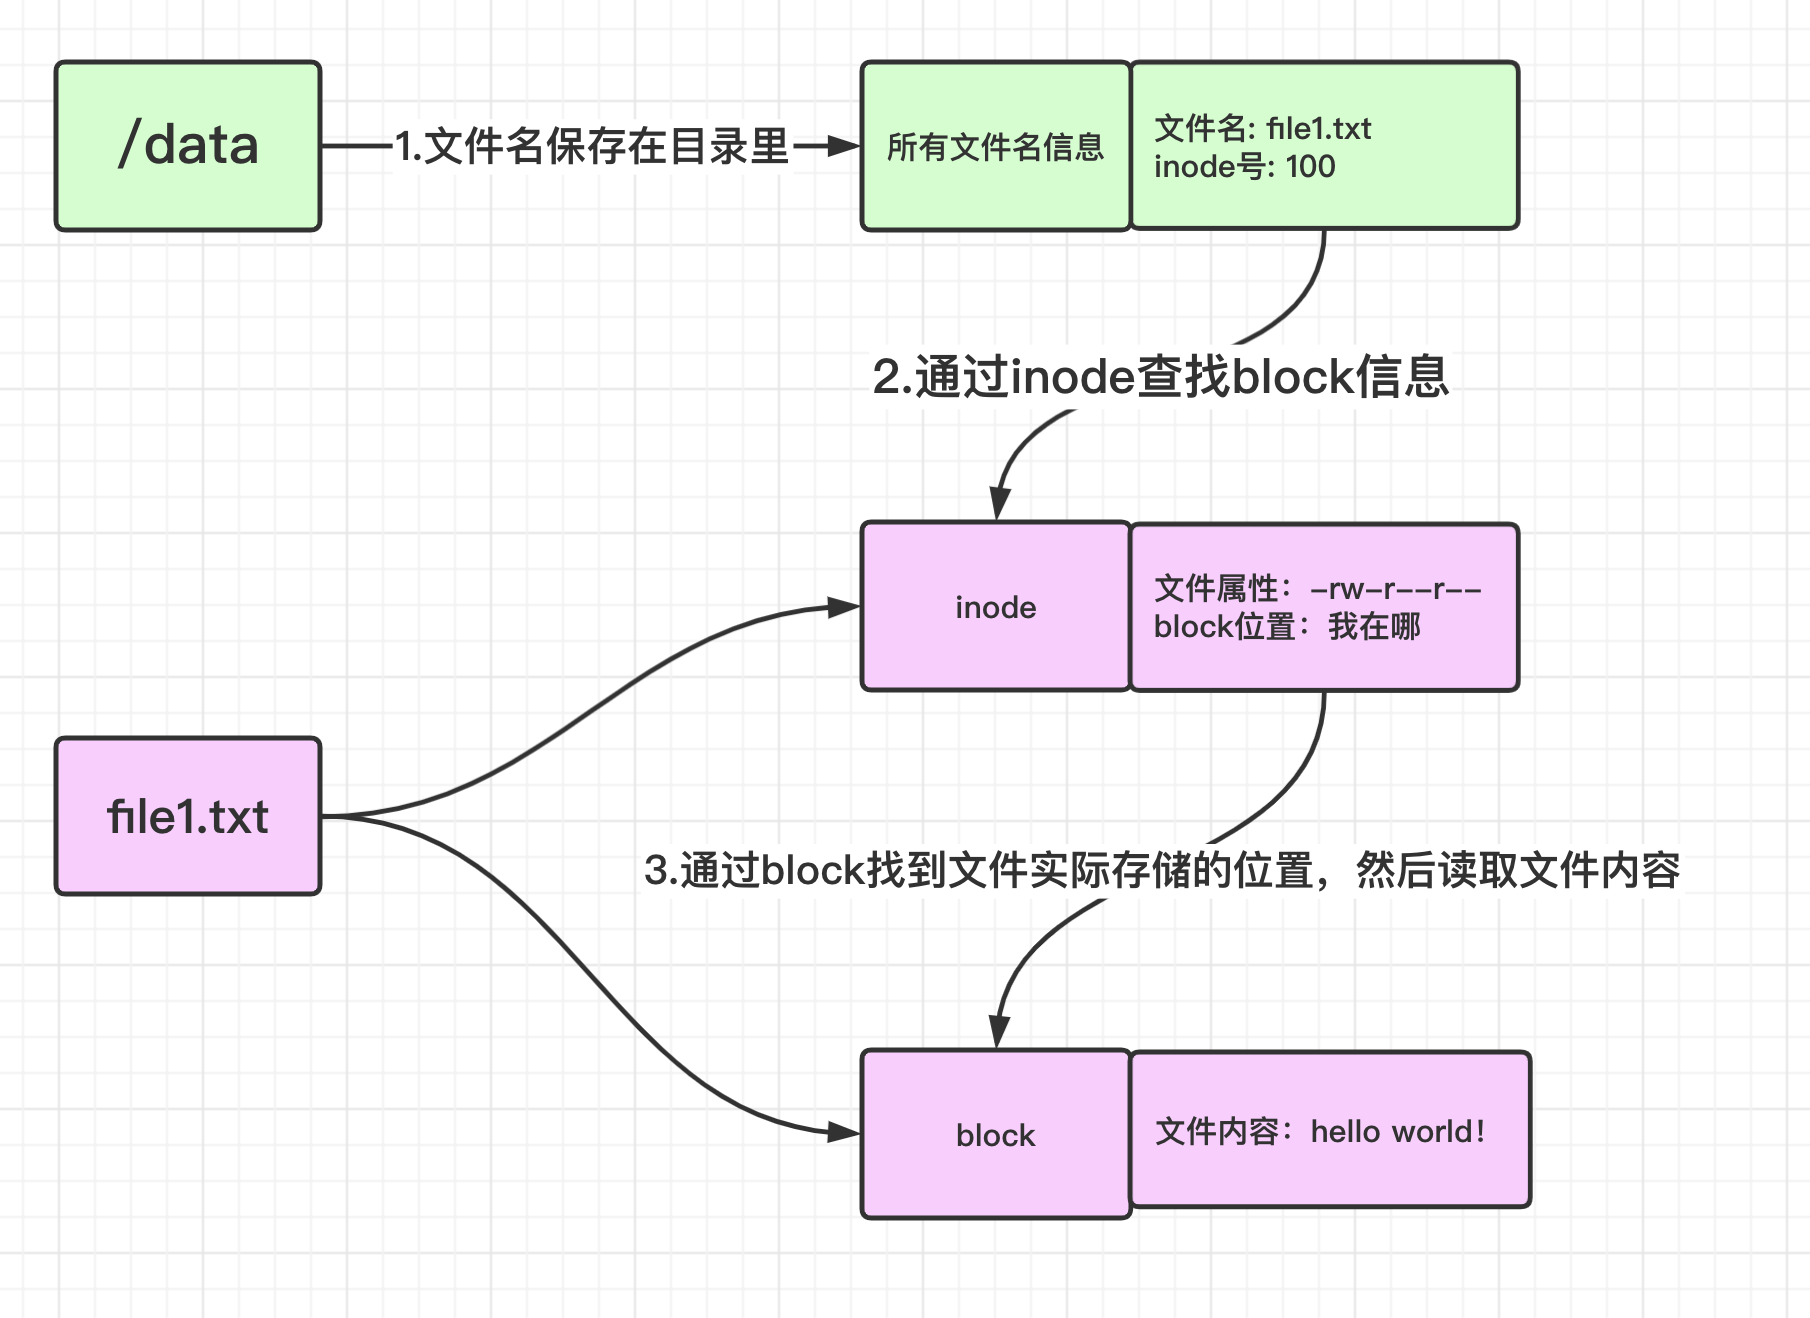 /data
1.文件名保存在目录里
所有文件名信息
文件名: file1.txt
inode号: 100
2.通过inode查找block信息
inode
文件属性：-rw-r--r--
block位置：我在哪
file1.txt
3.通过block找到文件实际存储的位置，然后读取文件内容
block
文件内容：hello world！